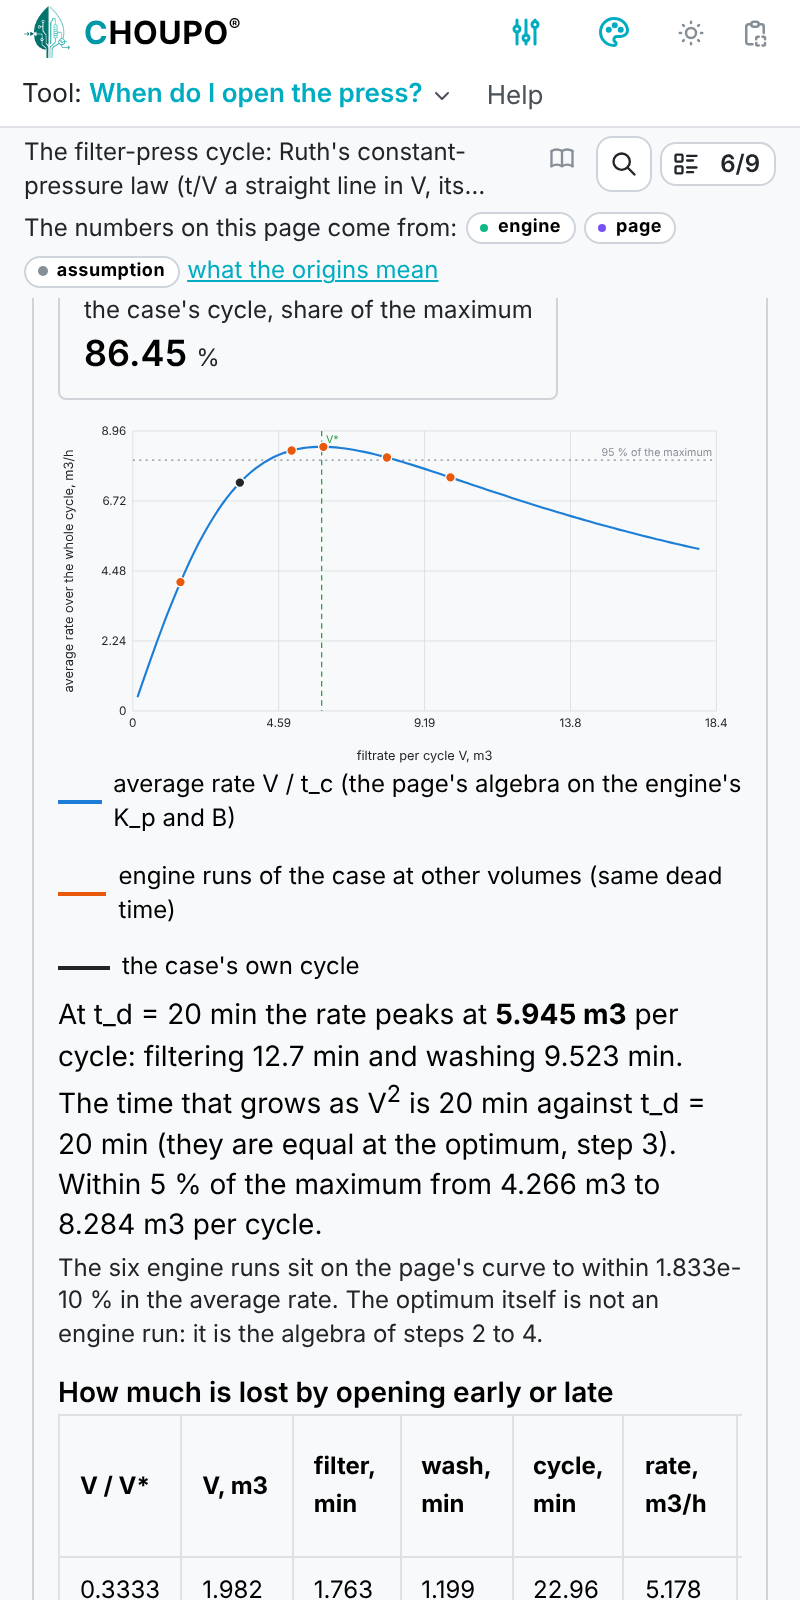 CHOUPO®
Tool: When do I open the press?
Help
The filter-press cycle: Ruth's constant-
pressure law (t/V a straight line in V, its...
6/9
The numbers on this page come from: engine page
assumption what the origins mean
the case's cycle, share of the maximum
86.45 %
average rate over the whole cycle, m3/h
8.96
6.72
4.48
2.24
0
V*
95 % of the maximum
0
4.59
9.19
13.8
18.4
filtrate per cycle V, m3
average rate V / t_c (the page's algebra on the engine's
K_p and B)
engine runs of the case at other volumes (same dead
time)
the case's own cycle
At t_d = 20 min the rate peaks at 5.945 m3 per
cycle: filtering 12.7 min and washing 9.523 min.
The time that grows as V² is 20 min against t_d =
20 min (they are equal at the optimum, step 3).
Within 5 % of the maximum from 4.266 m3 to
8.284 m3 per cycle.
The six engine runs sit on the page's curve to within 1.833e-
10 % in the average rate. The optimum itself is not an
engine run: it is the algebra of steps 2 to 4.
How much is lost by opening early or late
V / V*
V, m3
filter,
min
wash,
min
cycle,
min
rate,
m3/h
0.3333
1.982
1.763
1.199
22.96
5.178